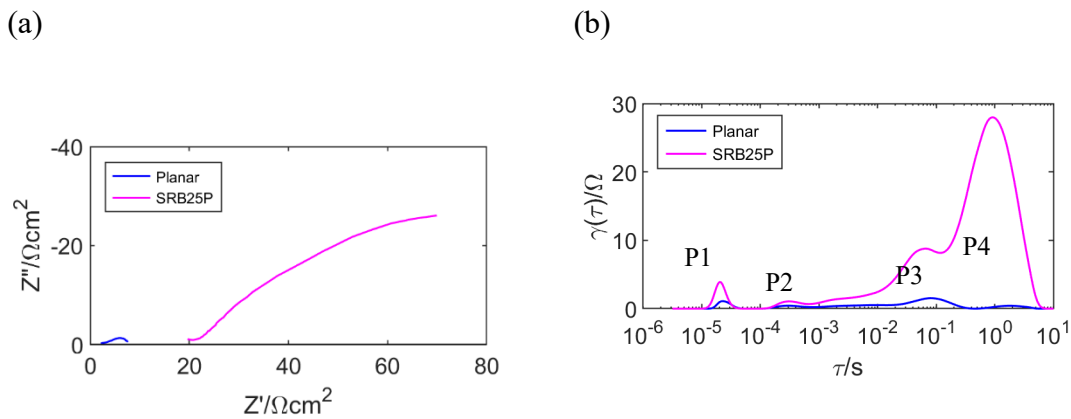 (a)
(b)
-40
-20
0
0
20
40
60
80
Z''/Ωcm²
Z'/Ωcm²
Planar
SRB25P
30
20
10
0
γ(τ)/Ω
Planar
SRB25P
P1
P2
P3
P4
10⁻⁶
10⁻⁵
10⁻⁴
10⁻³
10⁻²
10⁻¹
10⁰
10¹
τ/s